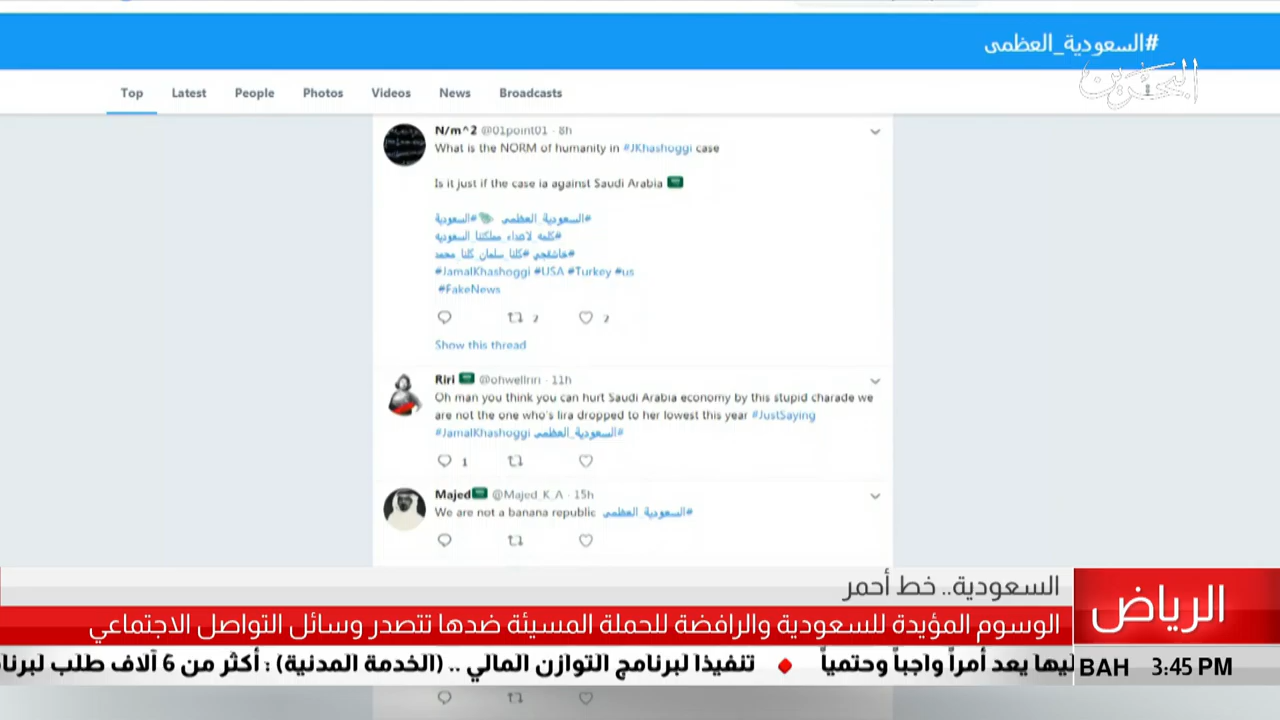 #السعودية_العظمى
البحرين
Top Latest People Photos Videos News Broadcasts
N/m^2 @01point01 · 8h
What is the NORM of humanity in #JKhashoggi case
Is it just if the case ia against Saudi Arabia
#السعودية_العظمى #السعودية
#كلمه_لاعداء_مملكتنا_السعودية
#خاشقجي #كلنا_سلمان_كلنا_محمد
#JamalKhashoggi #USA #Turkey #us
#FakeNews
2 2
Show this thread
Riri @ohwellriri · 11h
Oh man you think you can hurt Saudi Arabia economy by this stupid charade we
are not the one who's lira dropped to her lowest this year #JustSaying
#JamalKhashoggi #السعودية_العظمى
1
Majed @Majed_K_A · 15h
We are not a banana republic #السعودية_العظمى
السعودية.. خط أحمر
الرياض
الوسوم المؤيدة للسعودية والرافضة للحملة المسيئة ضدها تتصدر وسائل التواصل الاجتماعي
ليها يعد أمراً واجباً وحتمياً ♦ تنفيذا لبرنامج التوازن المالي .. (الخدمة المدنية) : أكثر من 6 آلاف طلب لبرنا
BAH 3:45 PM